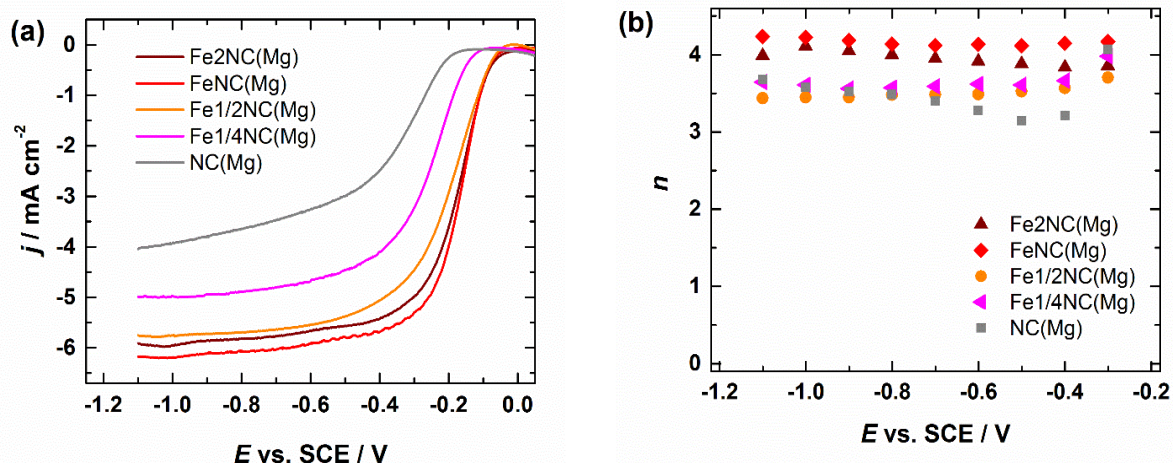 (a)
0
-1
-2
-3
-4
-5
-6
j / mA cm-2
Fe2NC(Mg)
FeNC(Mg)
Fe1/2NC(Mg)
Fe1/4NC(Mg)
NC(Mg)
-1.2 -1.0 -0.8 -0.6 -0.4 -0.2 0.0
E vs. SCE / V
(b)
4
3
2
1
0
n
Fe2NC(Mg)
FeNC(Mg)
Fe1/2NC(Mg)
Fe1/4NC(Mg)
NC(Mg)
-1.2 -1.0 -0.8 -0.6 -0.4 -0.2
E vs. SCE / V